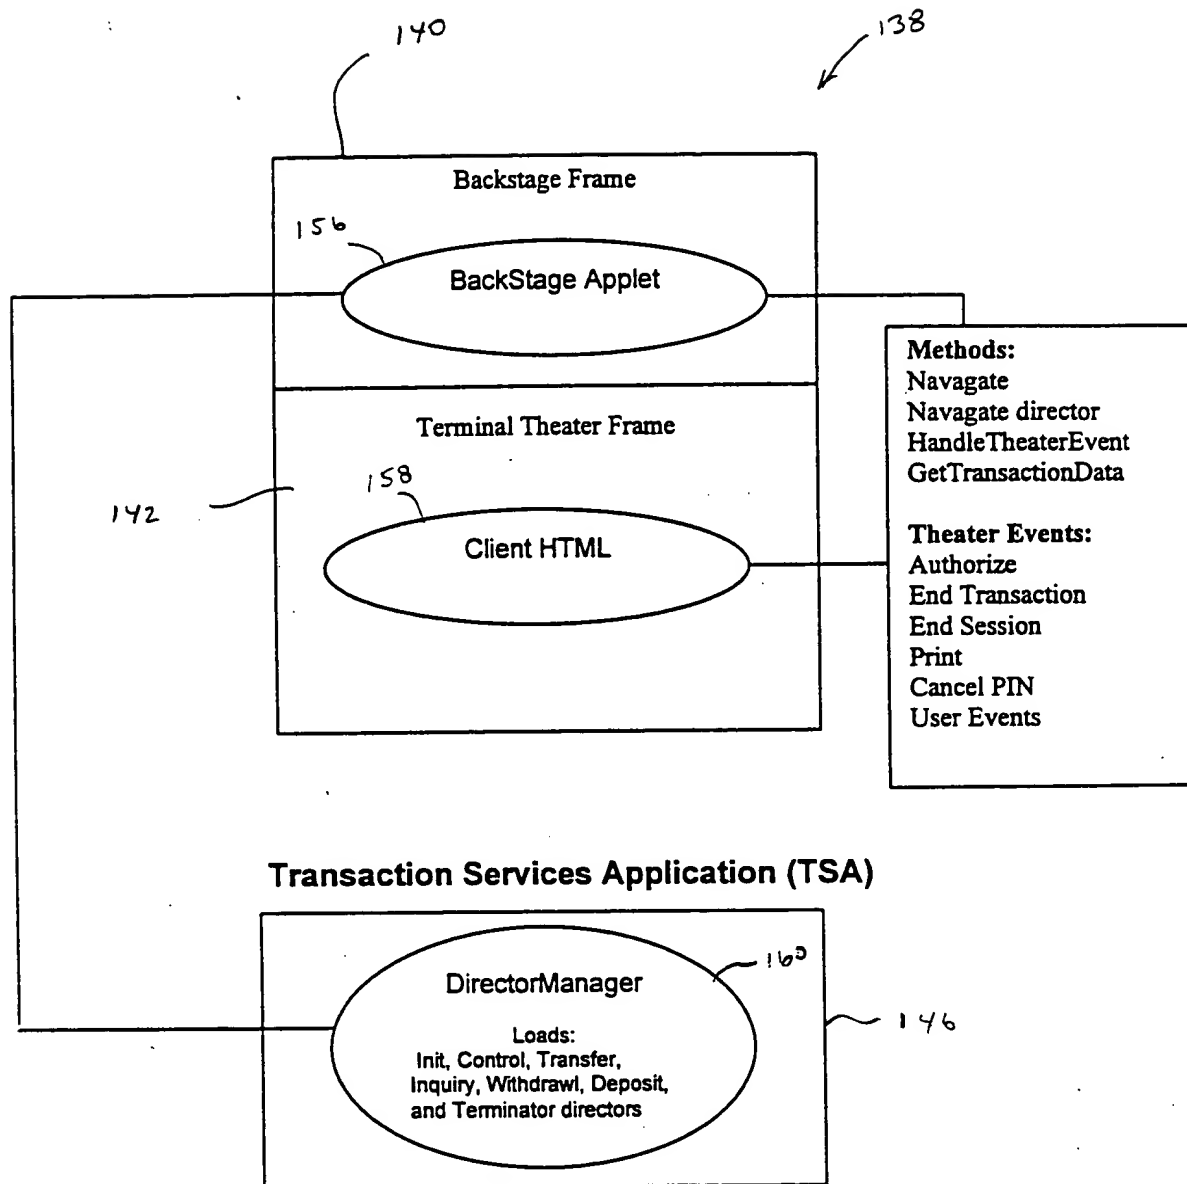 140
138
Backstage Frame
156
BackStage Applet
Methods:
Navagate
Navagate director
HandleTheaterEvent
GetTransactionData
Terminal Theater Frame
158
142
Client HTML
Theater Events:
Authorize
End Transaction
End Session
Print
Cancel PIN
User Events
Transaction Services Application (TSA)
160
DirectorManager
146
Loads:
Init, Control, Transfer,
Inquiry, Withdrawl, Deposit,
and Terminator directors